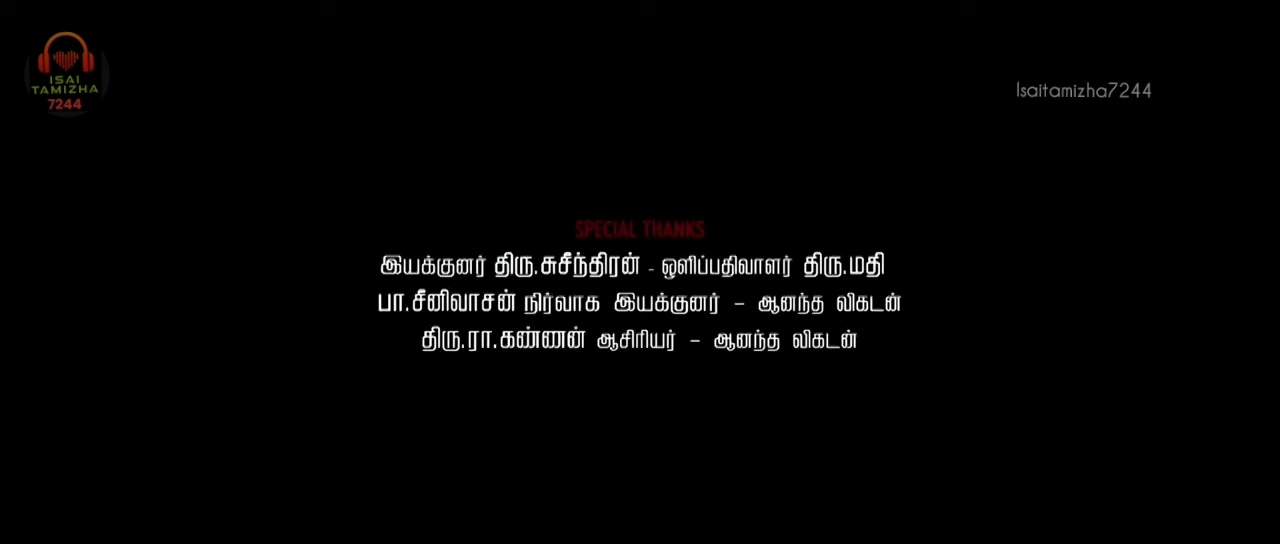 ISAI
TAMIZHA
7244
Isaitamizha7244
SPECIAL THANKS
இயக்குனர் திரு.சுசீந்திரன் - ஒளிப்பதிவாளர் திரு.மதி
பா.சீனிவாசன் நிர்வாக இயக்குனர் – ஆனந்த விகடன்
திரு.ரா.கண்ணன் ஆசிரியர் – ஆனந்த விகடன்